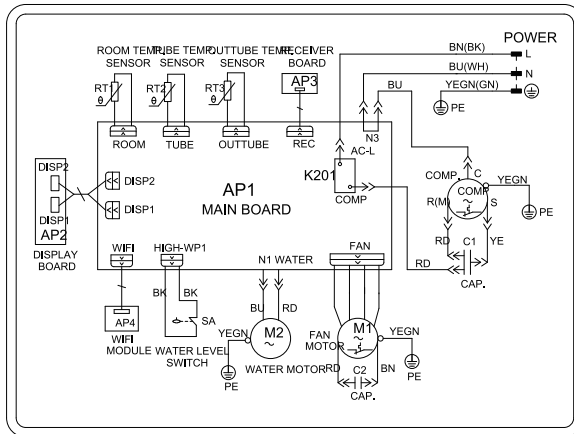 ROOM TEMP. TUBE TEMP. OUTTUBE TEMP. RECEIVER
SENSOR SENSOR SENSOR BOARD
POWER
BN(BK) L
BU(WH) N
YEGN(GN)
PE
RT1 RT2 RT3 AP3
θ θ θ
BU
N3
ROOM TUBE OUTTUBE REC
AC-L
K201
COMP
DISP2 DISP2
DISP1 DISP1
AP2
DISPLAY
BOARD
AP1
MAIN BOARD
COMP. C
COMP YEGN
R(M) S
PE
RD C1 YE
RD CAP.
WIFI HIGH-WP1 N1 WATER FAN
BK BK BU RD
AP4 SA
WIFI
MODULE
WATER LEVEL
SWITCH
YEGN M2
PE
WATER MOTOR
FAN
MOTOR
M1 YEGN
PE
RD C2 BN
CAP.